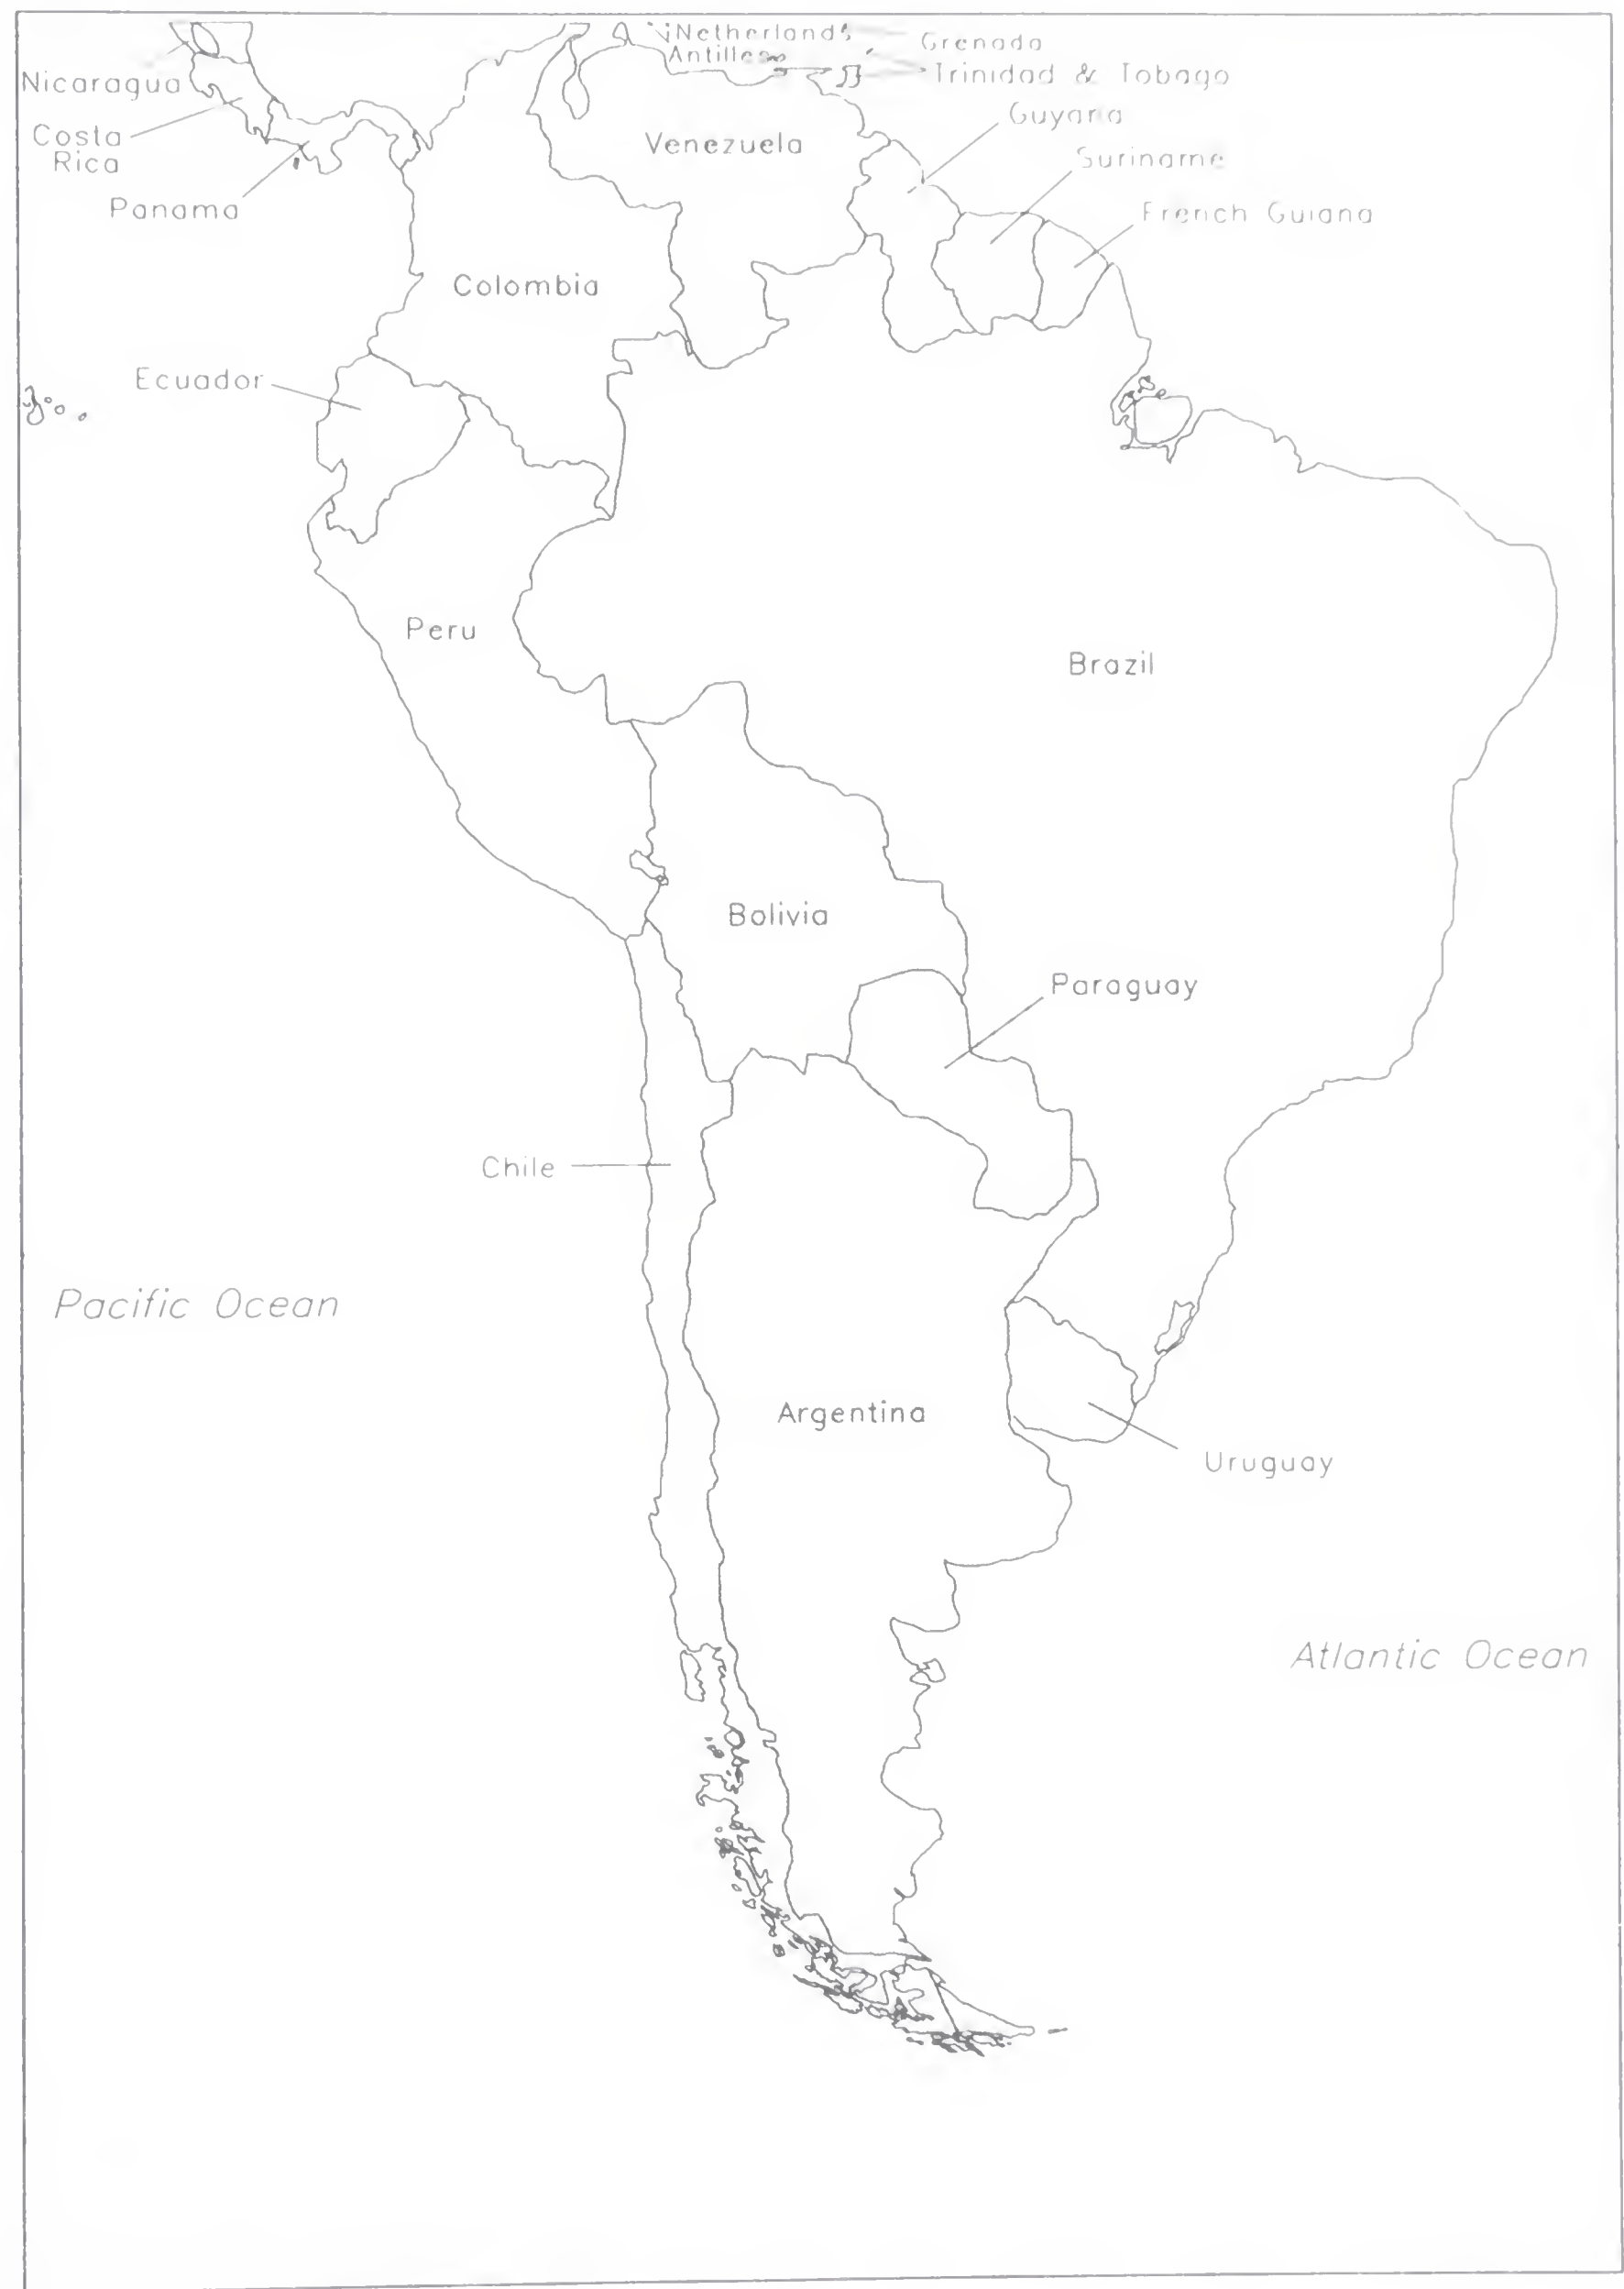 Netherlands
Antilles
Grenada
Trinidad & Tobago
Nicaragua
Costa
Rica
Panama
Venezuela
Guyana
Suriname
French Guiana
Colombia
Ecuador
Peru
Brazil
Bolivia
Paraguay
Chile
Pacific Ocean
Argentina
Uruguay
Atlantic Ocean